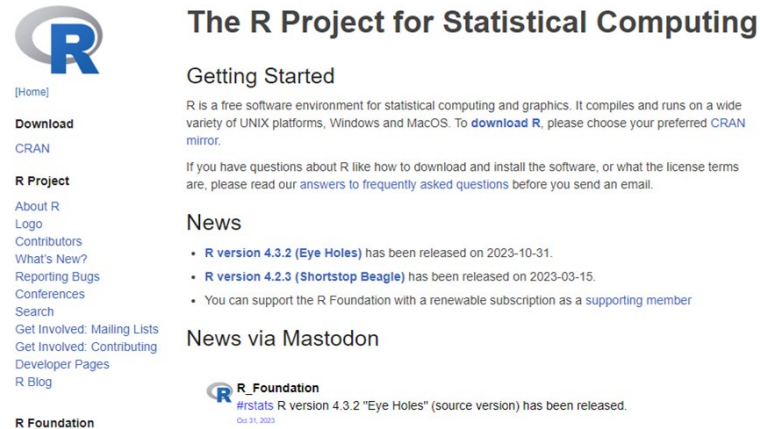 R
[Home]
Download
CRAN
R Project
About R
Logo
Contributors
What's New?
Reporting Bugs
Conferences
Search
Get Involved: Mailing Lists
Get Involved: Contributing
Developer Pages
R Blog
R Foundation
The R Project for Statistical Computing
Getting Started
R is a free software environment for statistical computing and graphics. It compiles and runs on a wide
variety of UNIX platforms, Windows and MacOS. To download R, please choose your preferred CRAN
mirror.
If you have questions about R like how to download and install the software, or what the license terms
are, please read our answers to frequently asked questions before you send an email.
News
• R version 4.3.2 (Eye Holes) has been released on 2023-10-31.
• R version 4.2.3 (Shortstop Beagle) has been released on 2023-03-15.
• You can support the R Foundation with a renewable subscription as a supporting member
News via Mastodon
R
R_Foundation
#rstats R version 4.3.2 "Eye Holes" (source version) has been released.
Oct 31, 2023